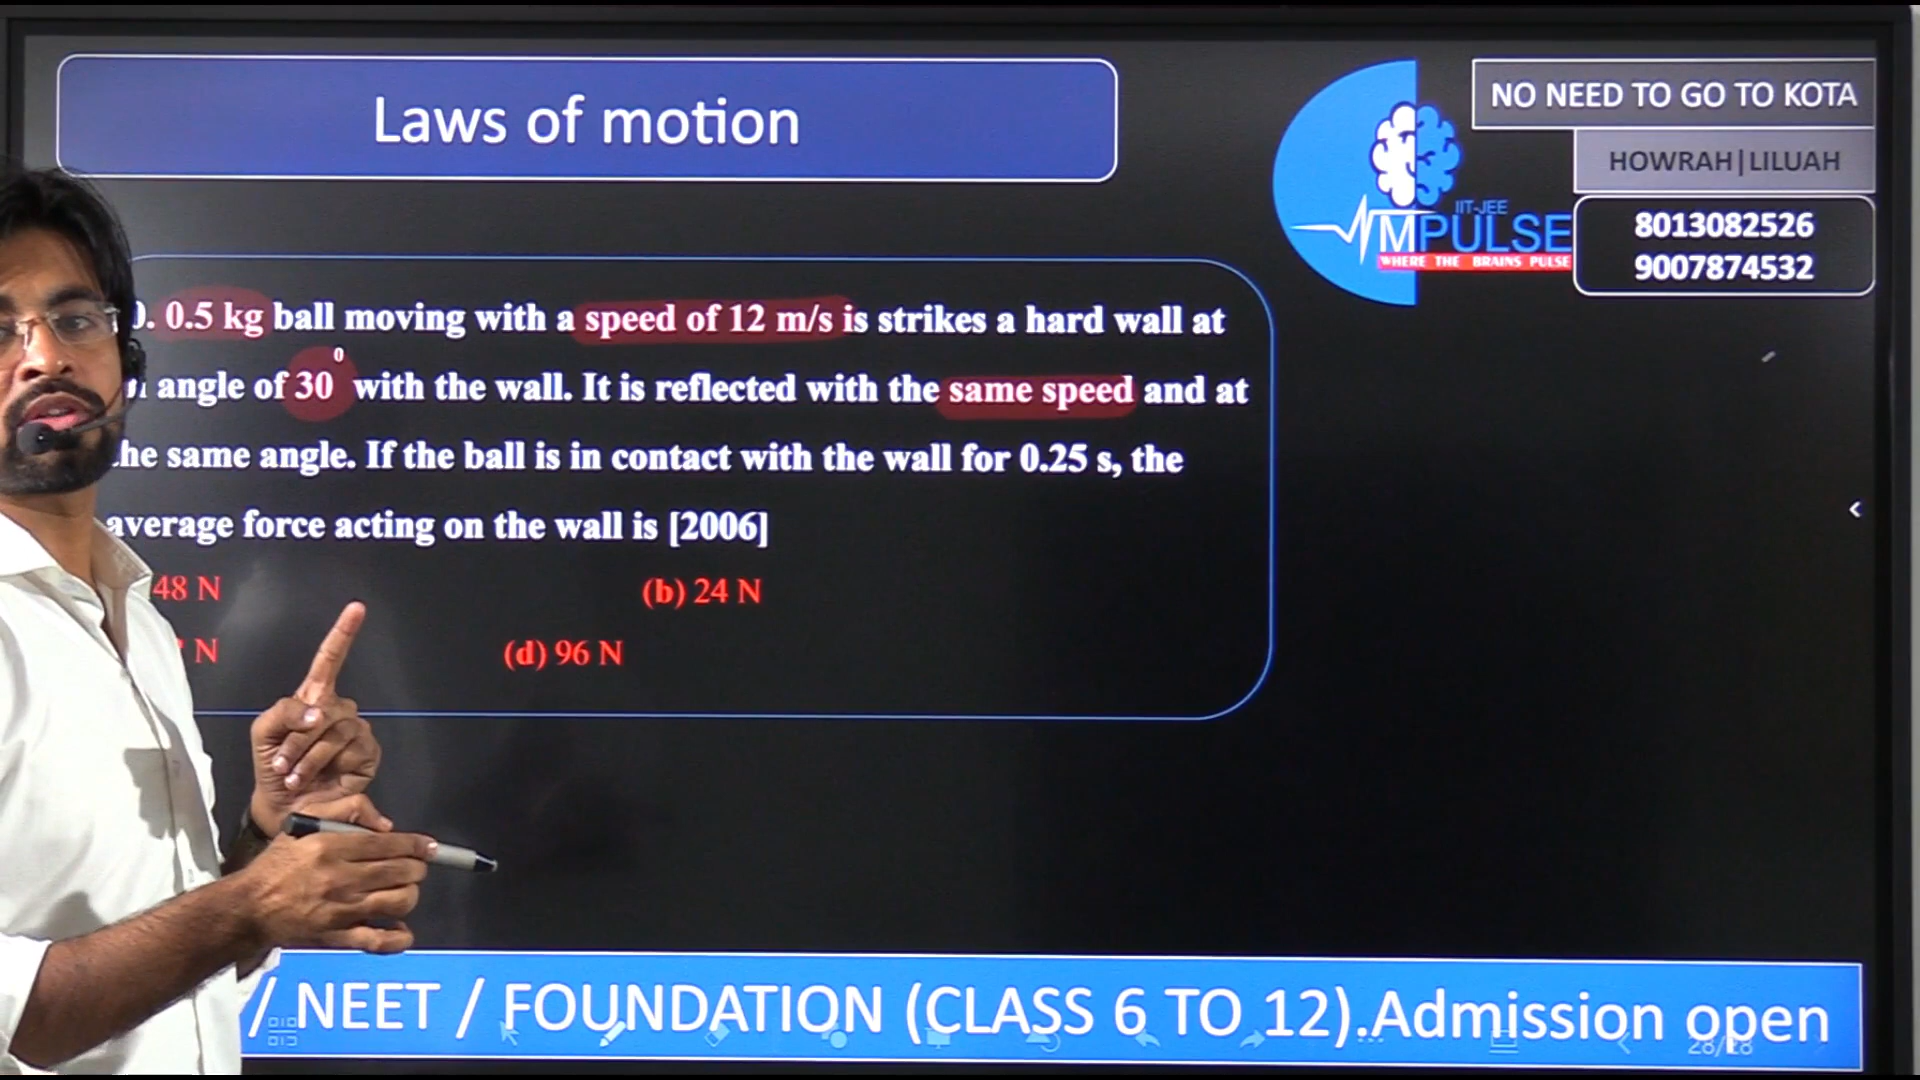 Laws of motion
NO NEED TO GO TO KOTA
HOWRAH|LILUAH
8013082526
9007874532
IIT-JEE
MPULSE
WHERE THE BRAINS PULSE
0. 0.5 kg ball moving with a speed of 12 m/s is strikes a hard wall at
angle of 30⁰ with the wall. It is reflected with the same speed and at
the same angle. If the ball is in contact with the wall for 0.25 s, the
average force acting on the wall is [2006]
48 N (b) 24 N
N (d) 96 N
/ NEET / FOUNDATION (CLASS 6 TO 12).Admission open
28/28